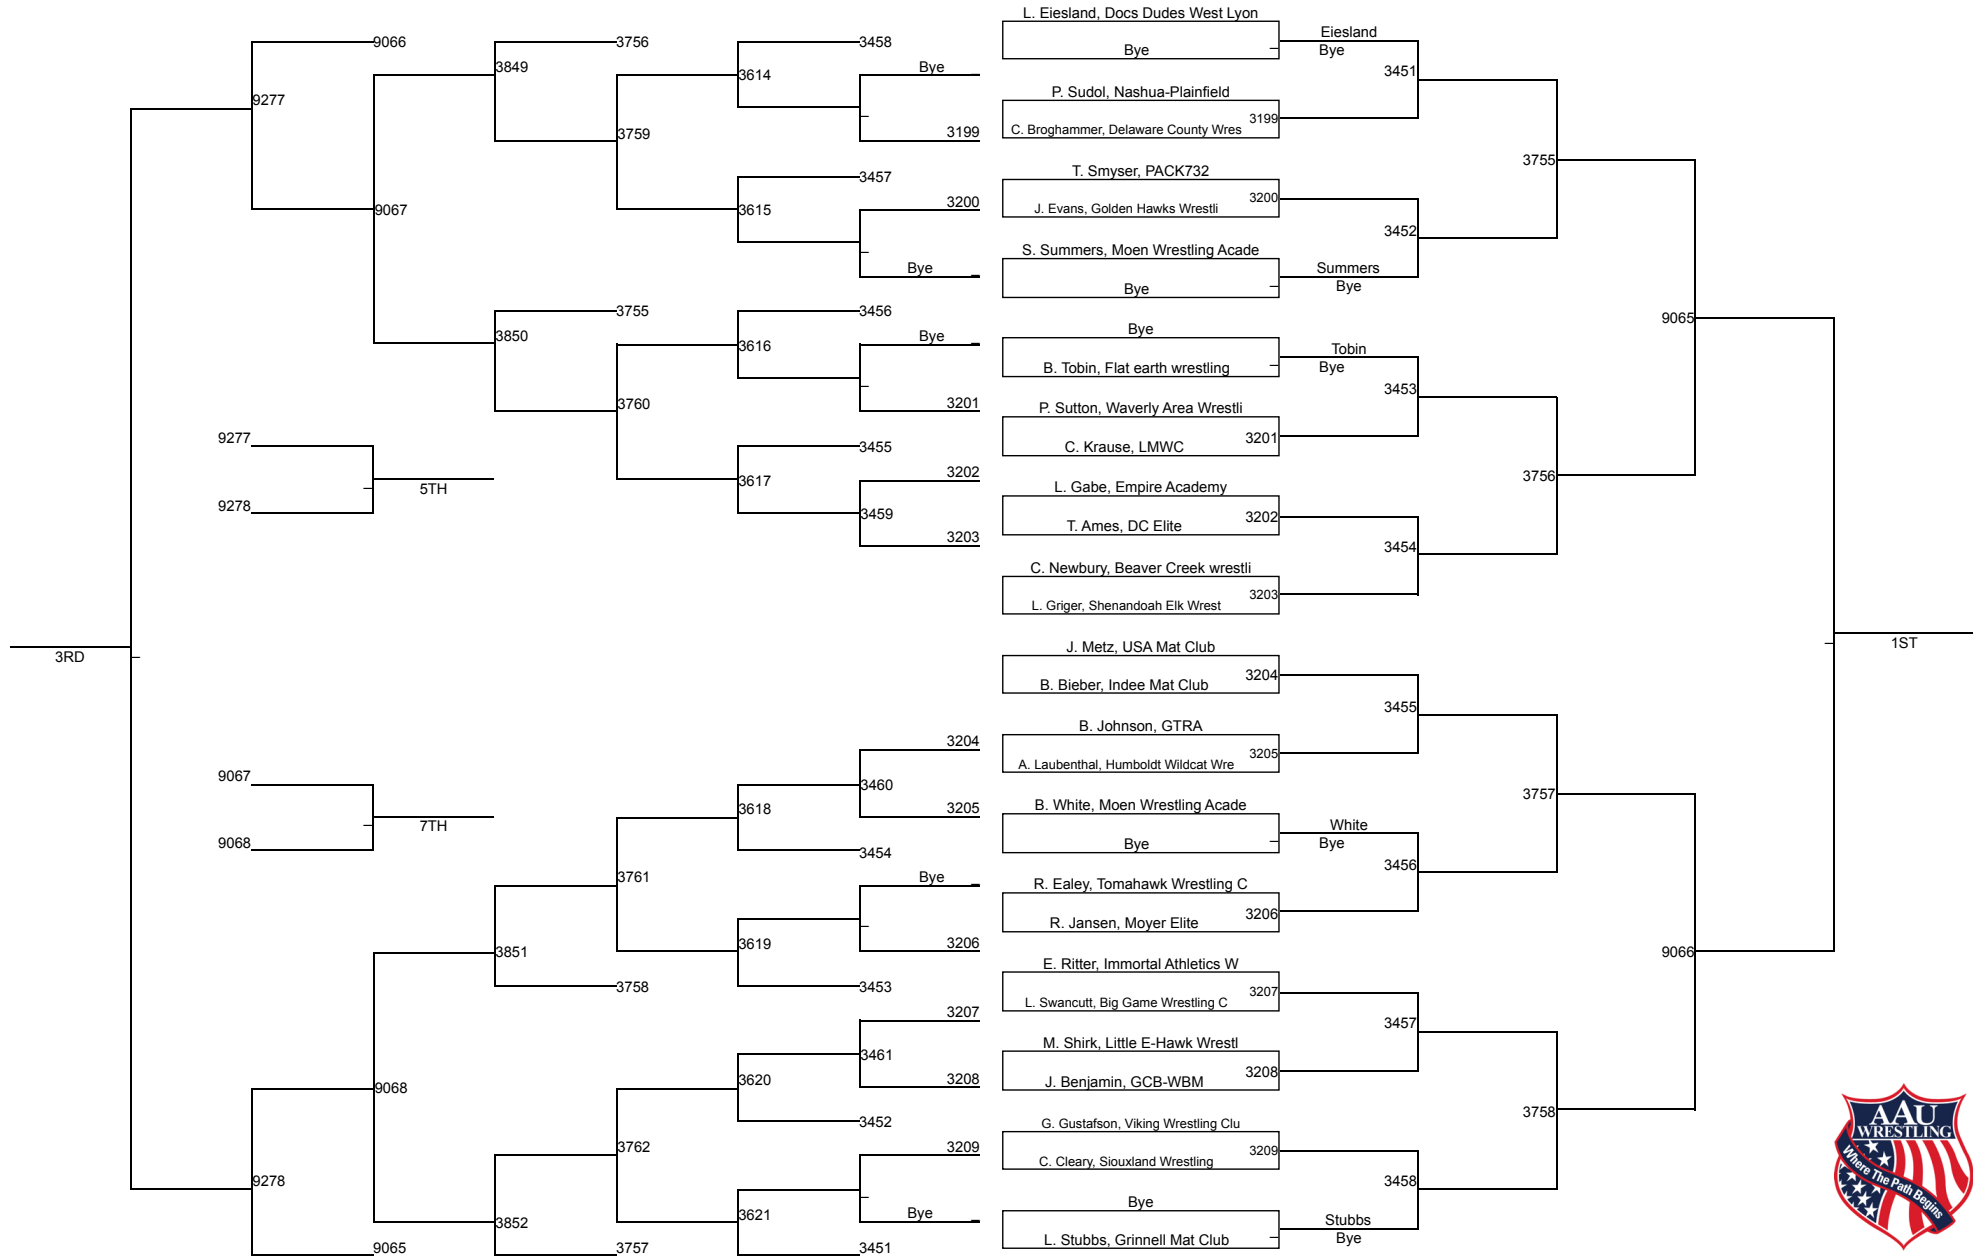 L. Eiesland, Docs Dudes West Lyon
Bye
Eiesland
Bye
3451
P. Sudol, Nashua-Plainfield
3199
C. Broghammer, Delaware County Wres
3755
T. Smyser, PACK732
3200
J. Evans, Golden Hawks Wrestli
3452
S. Summers, Moen Wrestling Acade
Bye
Summers
Bye
9065
Bye
B. Tobin, Flat earth wrestling
Tobin
Bye
3453
P. Sutton, Waverly Area Wrestli
3201
C. Krause, LMWC
3756
L. Gabe, Empire Academy
3202
T. Ames, DC Elite
3454
C. Newbury, Beaver Creek wrestli
3203
L. Griger, Shenandoah Elk Wrest
1ST
J. Metz, USA Mat Club
3204
B. Bieber, Indee Mat Club
3455
B. Johnson, GTRA
3205
A. Laubenthal, Humboldt Wildcat Wre
3757
B. White, Moen Wrestling Acade
Bye
White
Bye
3456
R. Ealey, Tomahawk Wrestling C
3206
R. Jansen, Moyer Elite
9066
E. Ritter, Immortal Athletics W
3207
L. Swancutt, Big Game Wrestling C
3457
M. Shirk, Little E-Hawk Wrestl
3208
J. Benjamin, GCB-WBM
3758
G. Gustafson, Viking Wrestling Clu
3209
C. Cleary, Siouxland Wrestling
3458
Bye
L. Stubbs, Grinnell Mat Club
Stubbs
Bye
9066
3756
3458
3849
3614
Bye
9277
3759
3199
3457
3615
3200
9067
Bye
3755
3456
3850
3616
Bye
3760
3201
9277
3455
3617
3202
5TH
9278
3459
3203
3RD
3204
9067
3460
3618
3205
7TH
9068
3454
3761
Bye
3619
3206
3851
3758
3453
3207
3461
3620
3208
9068
3452
3762
3209
9278
3621
Bye
3852
9065
3757
3451
AAU
WRESTLING
Where The Path Begins